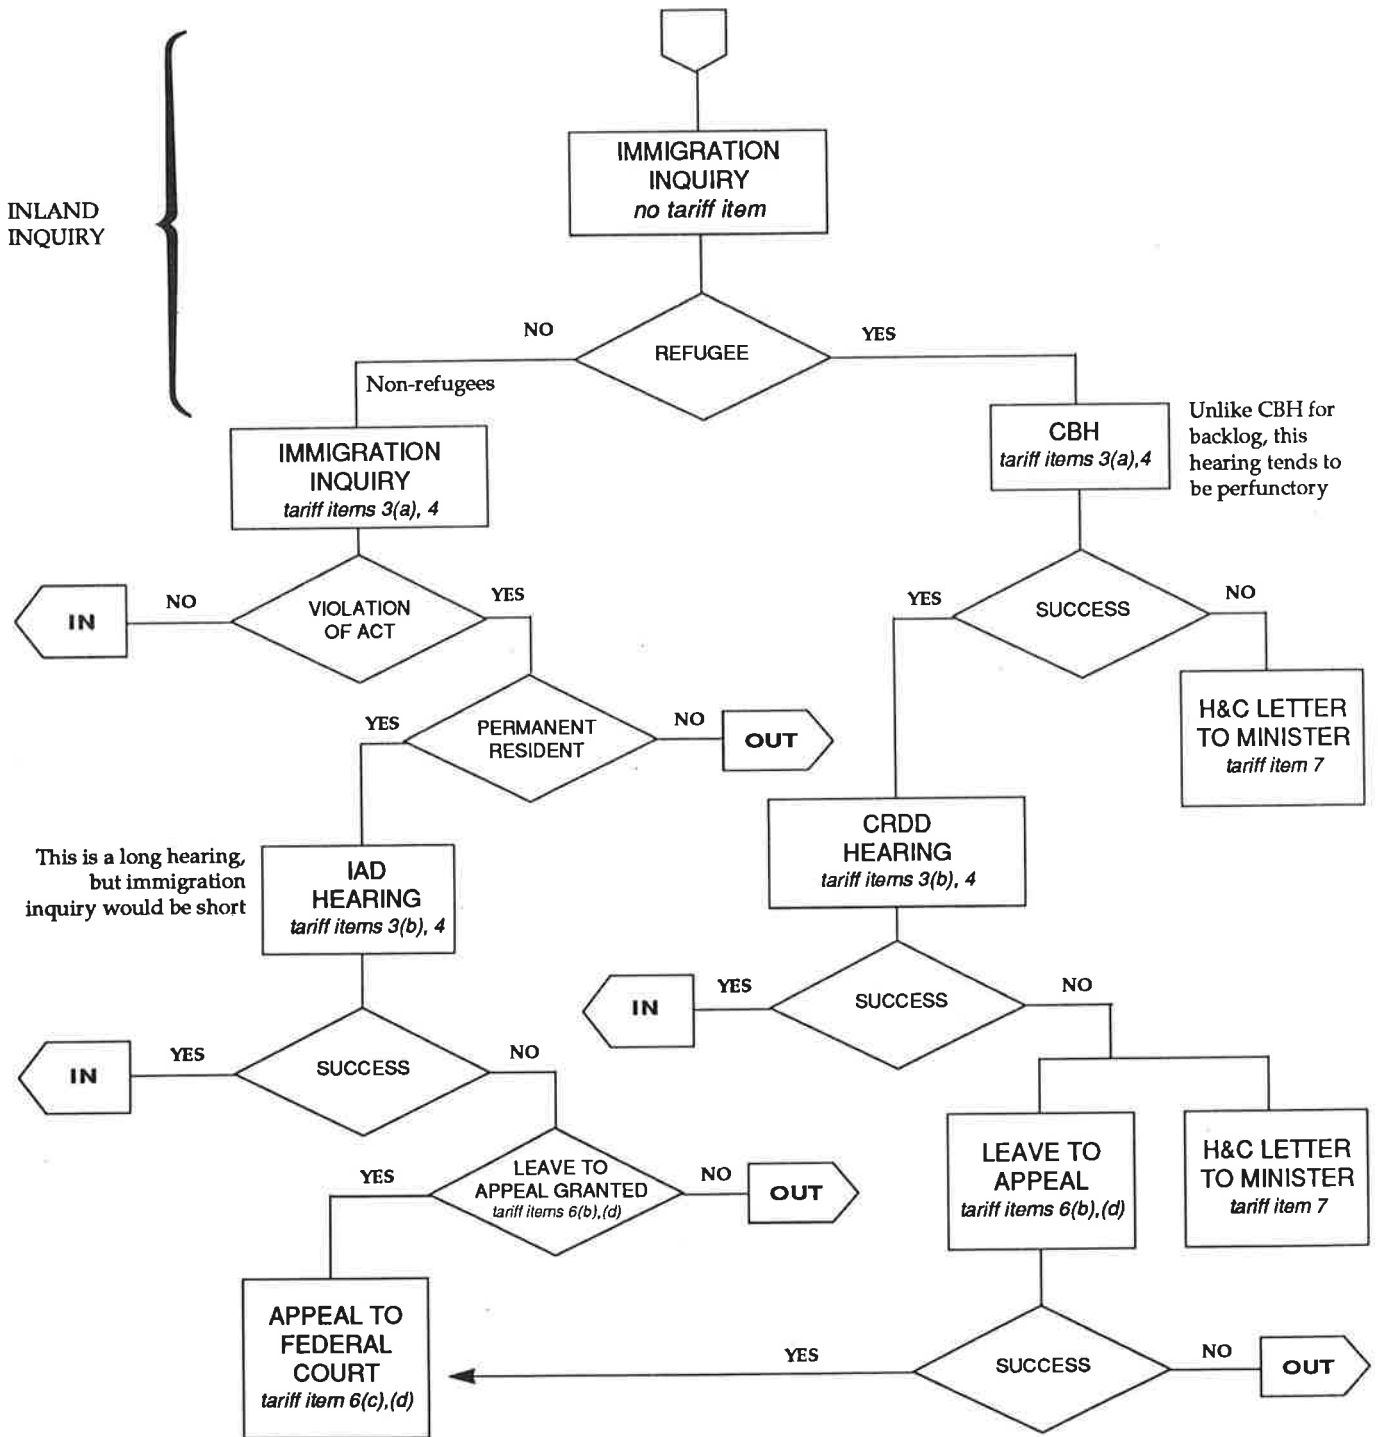 IMMIGRATION
INQUIRY
no tariff item
INLAND
INQUIRY
NO
YES
REFUGEE
Non-refugees
IMMIGRATION
INQUIRY
tariff items 3(a), 4
CBH
tariff items 3(a),4
Unlike CBH for
backlog, this
hearing tends to
be perfunctory
IN
NO
VIOLATION
OF ACT
YES
YES
SUCCESS
NO
YES
PERMANENT
RESIDENT
NO
OUT
H&C LETTER
TO MINISTER
tariff item 7
This is a long hearing,
but immigration
inquiry would be short
IAD
HEARING
tariff items 3(b), 4
CRDD
HEARING
tariff items 3(b), 4
IN
YES
SUCCESS
NO
IN
YES
SUCCESS
NO
YES
LEAVE TO
APPEAL GRANTED
tariff items 6(b),(d)
NO
OUT
LEAVE TO
APPEAL
tariff items 6(b),(d)
H&C LETTER
TO MINISTER
tariff item 7
APPEAL TO
FEDERAL
COURT
tariff item 6(c),(d)
YES
SUCCESS
NO
OUT